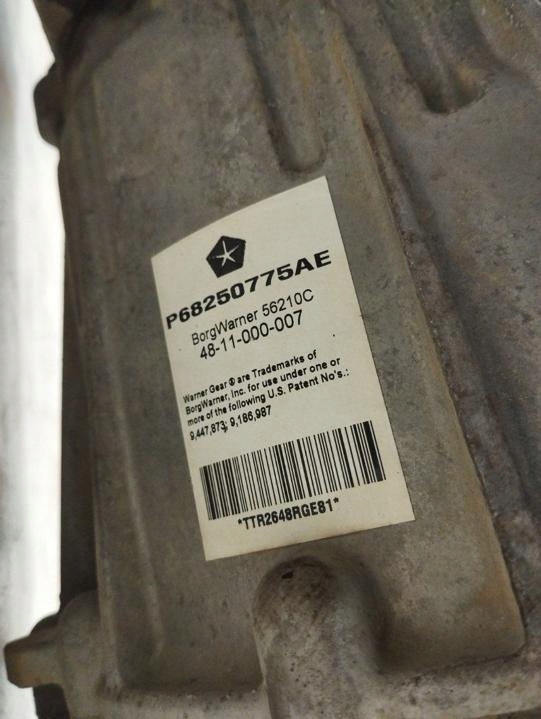 P68250775AE
BorgWarner 56210C
48-11-000-007
Warner Gear ® are Trademarks of
BorgWarner, Inc. for use under one or
more of the following U.S. Patent No's.:
9,447,873; 9,186,987
*TTR2648RGE81*